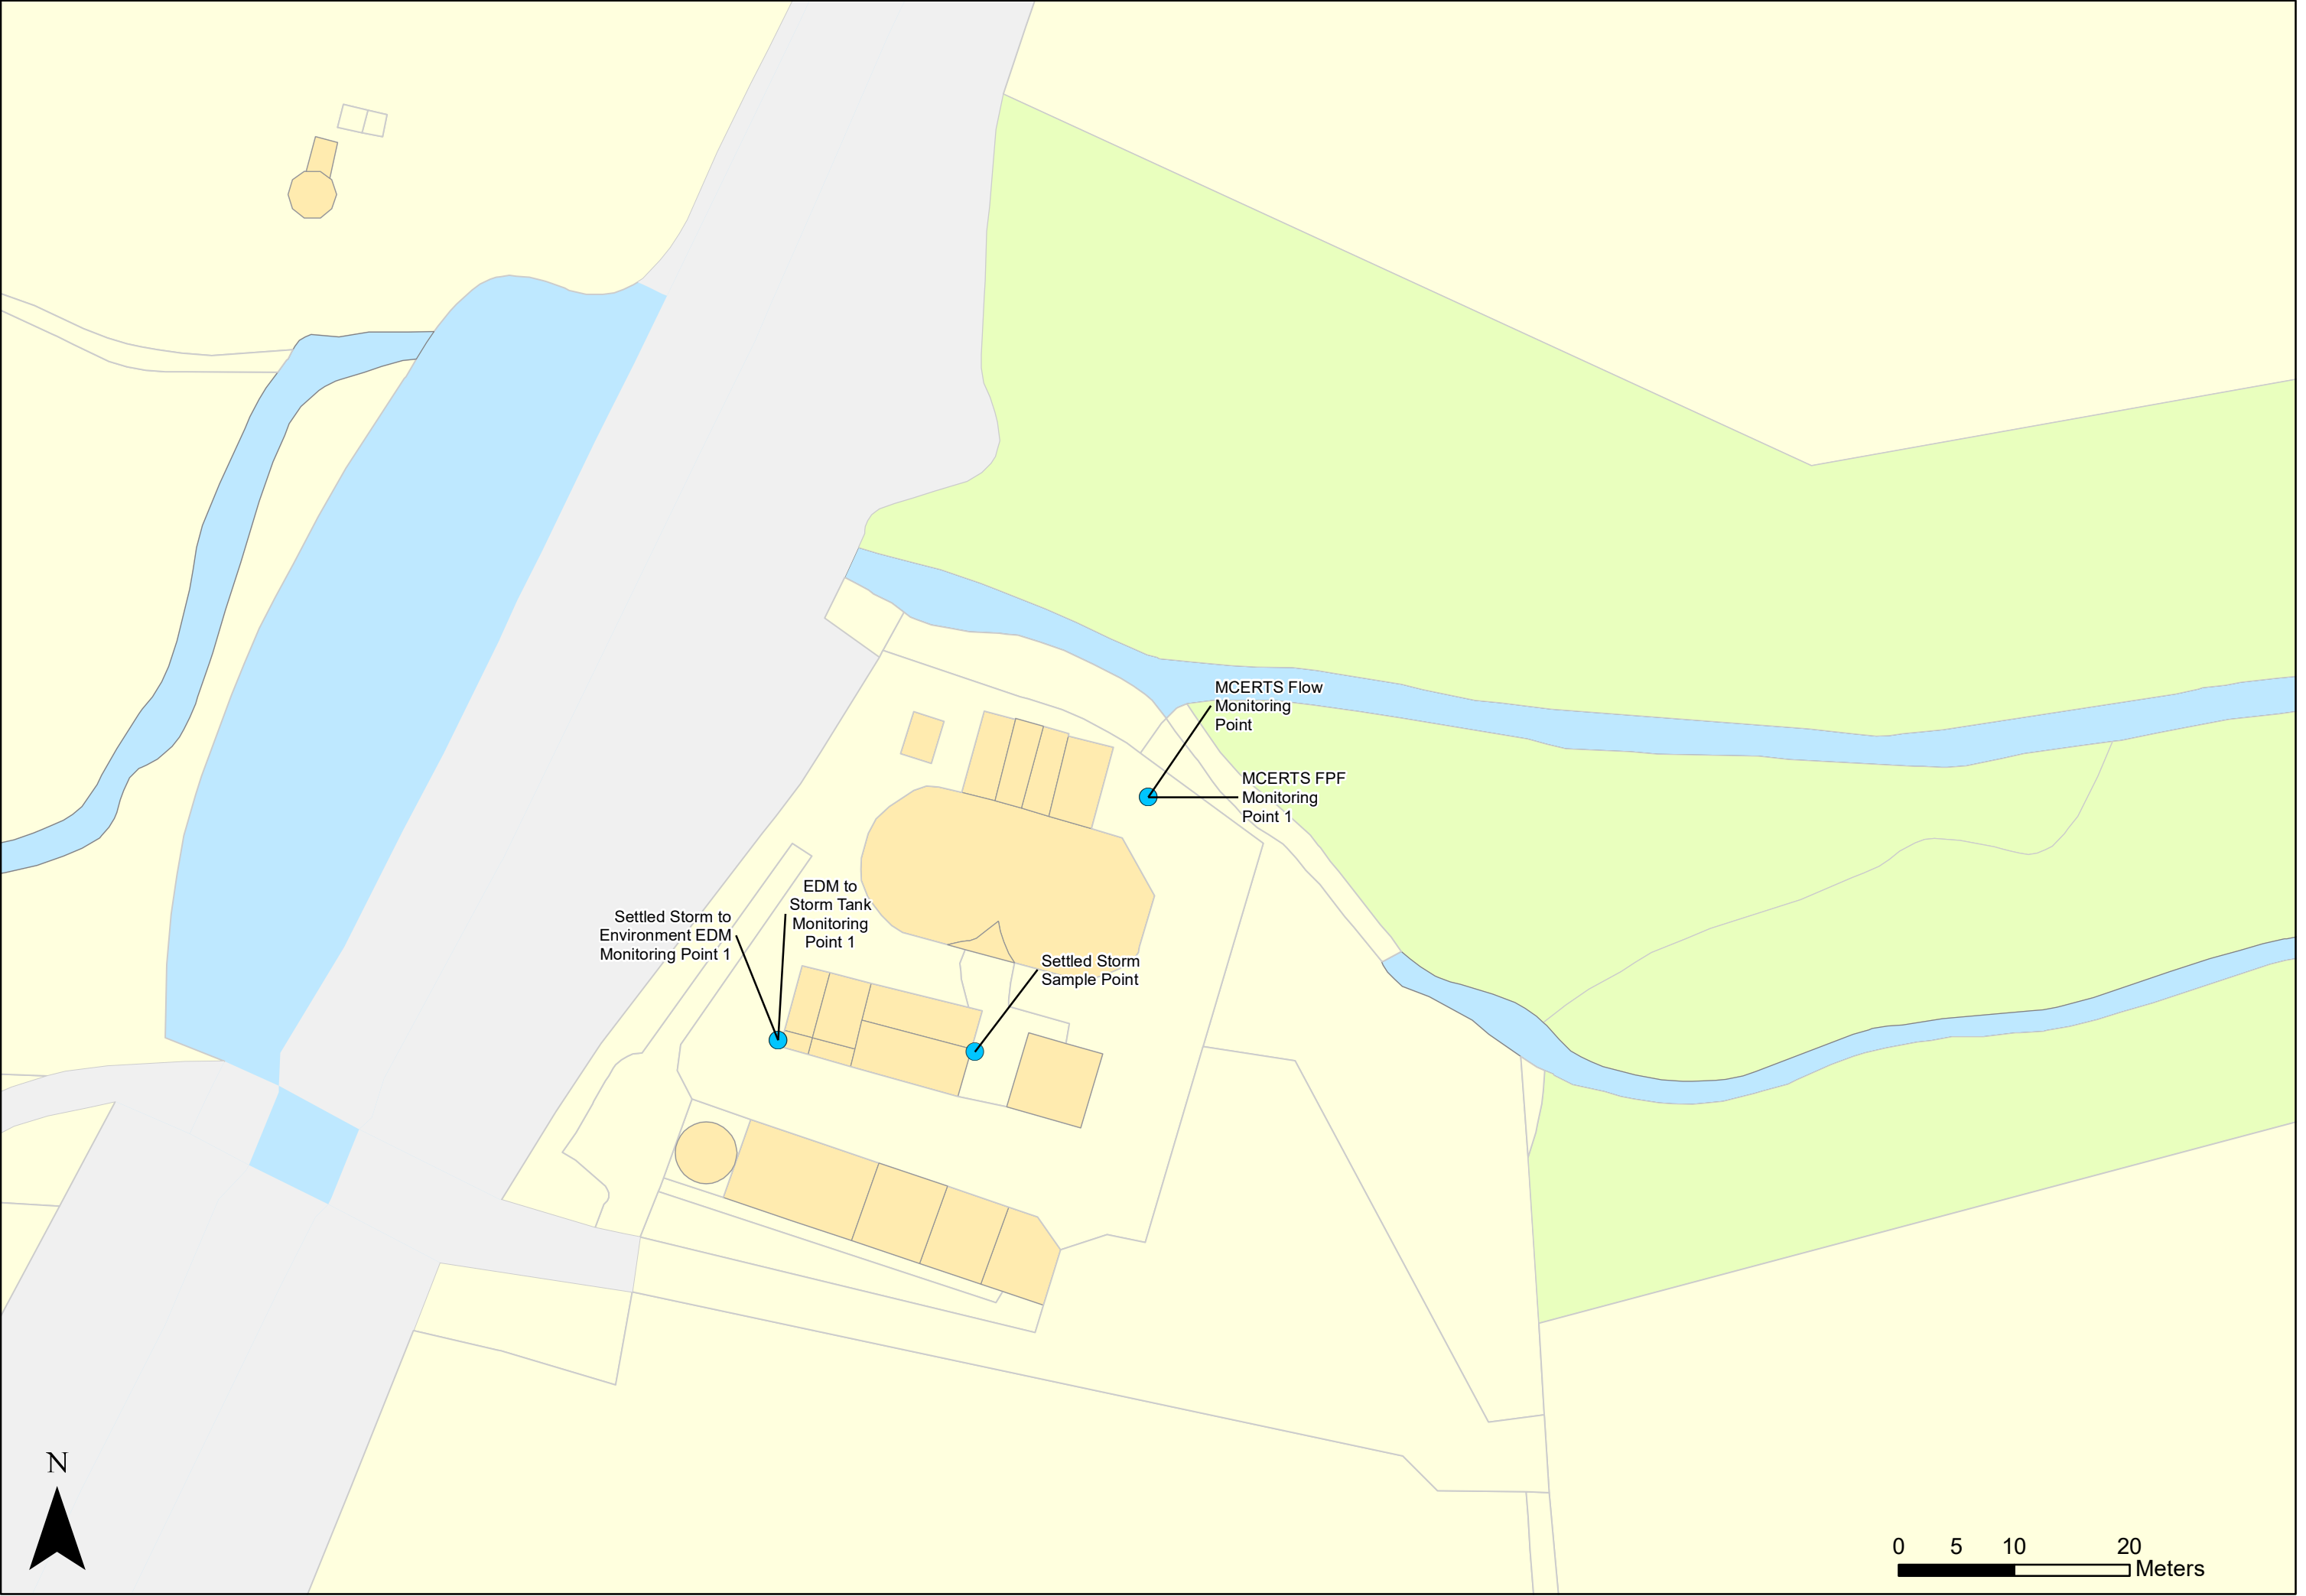 MCERTS Flow
Monitoring
Point
MCERTS FPF
Monitoring
Point 1
EDM to
Storm Tank
Monitoring
Point 1
Settled Storm to
Environment EDM
Monitoring Point 1
Settled Storm
Sample Point
N
0 5 10 20
Meters